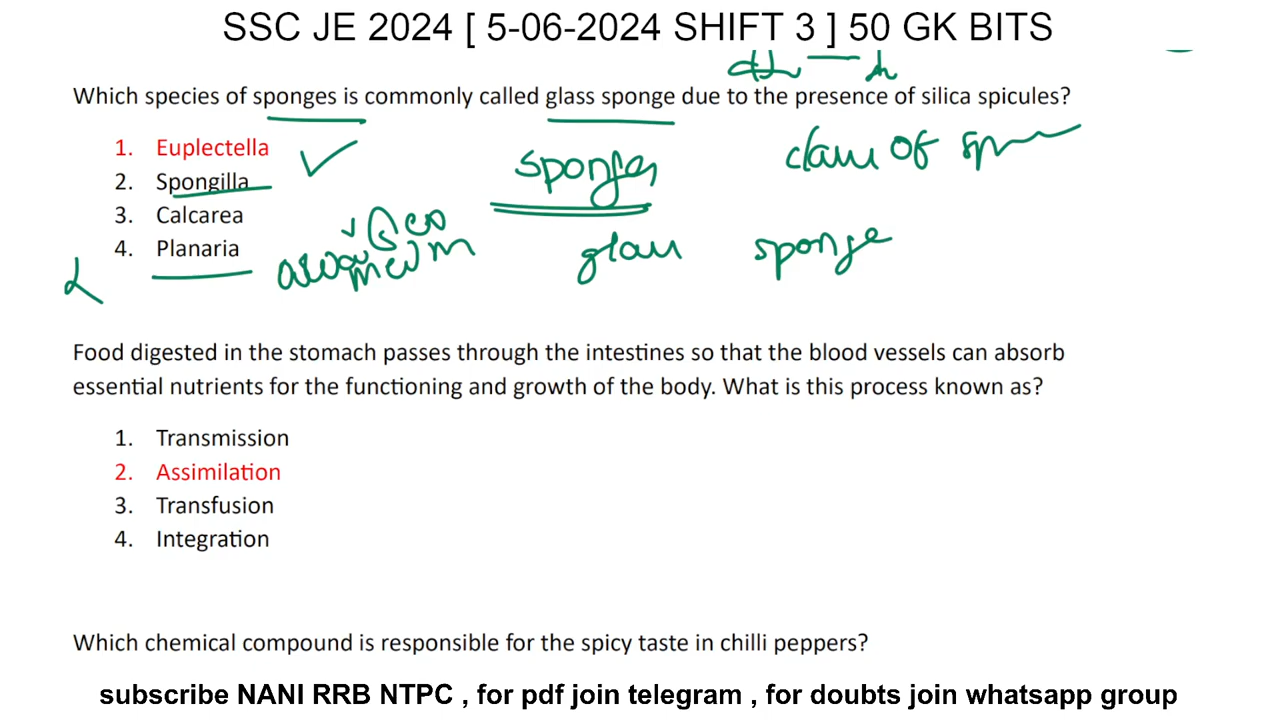 SSC JE 2024 [ 5-06-2024 SHIFT 3 ] 50 GK BITS
Which species of sponges is commonly called glass sponge due to the presence of silica spicules?
1. Euplectella
2. Spongilla
3. Calcarea
4. Planaria
sponges
class of
glass sponge
Food digested in the stomach passes through the intestines so that the blood vessels can absorb
essential nutrients for the functioning and growth of the body. What is this process known as?
1. Transmission
2. Assimilation
3. Transfusion
4. Integration
Which chemical compound is responsible for the spicy taste in chilli peppers?
subscribe NANI RRB NTPC , for pdf join telegram , for doubts join whatsapp group